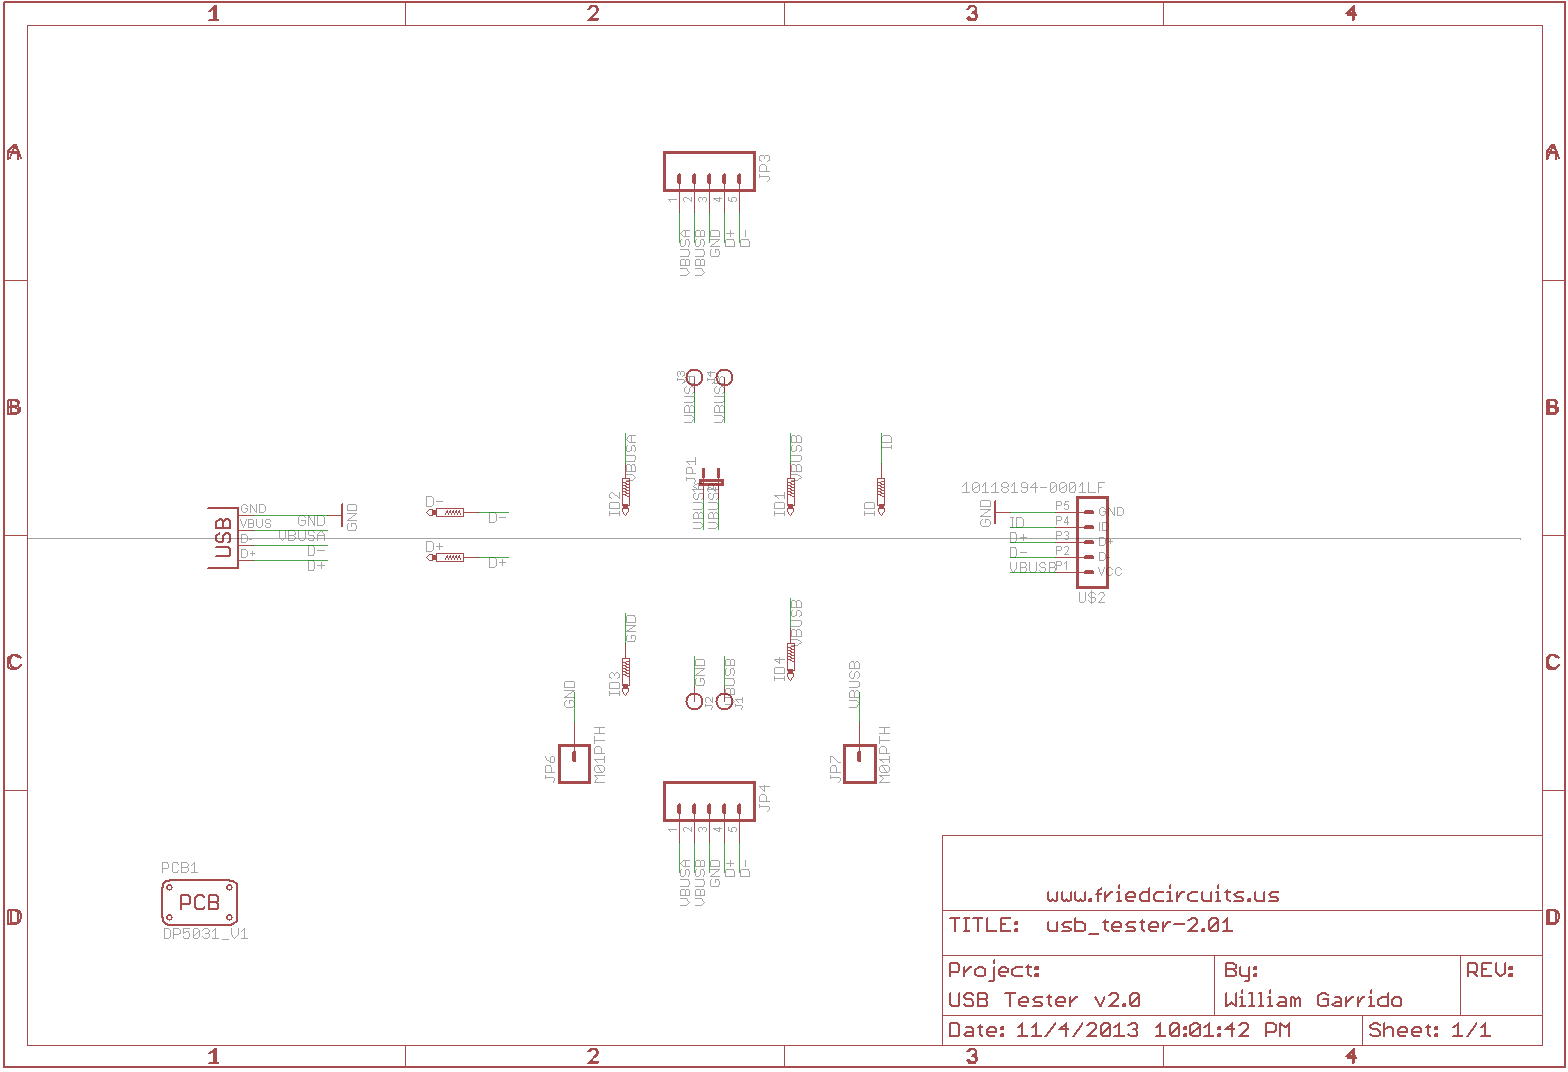 1 2 3 4
A A
JP3
1 2 3 4 5
VBUSA VBUSB GND D+ D-
J3 J4
B B
VBUSA VBUSB ID
JP1
ID2 ID1 ID
10118194-0001LF
GND
VBUS
D-
D+
USB
GND
VBUSA
D-
D+
GND
D-
D-
D+
D+
GND
ID
D+
D-
VBUSB
P5
P4
P3
P2
P1
GND
ID
D+
D-
VCC
U$2
GND VBUSB
C C
ID3 ID4
GND VBUSB
J2 J1
GND VBUSB
JP6 M01PTH JP7 M01PTH
JP4
1 2 3 4 5
VBUSA VBUSB GND D+ D-
PCB1
PCB
DP5031_V1
D D
www.friedcircuits.us
TITLE: usb_tester-2.01
Project: By: REV:
USB Tester v2.0 William Garrido
Date: 11/4/2013 10:01:42 PM Sheet: 1/1
1 2 3 4